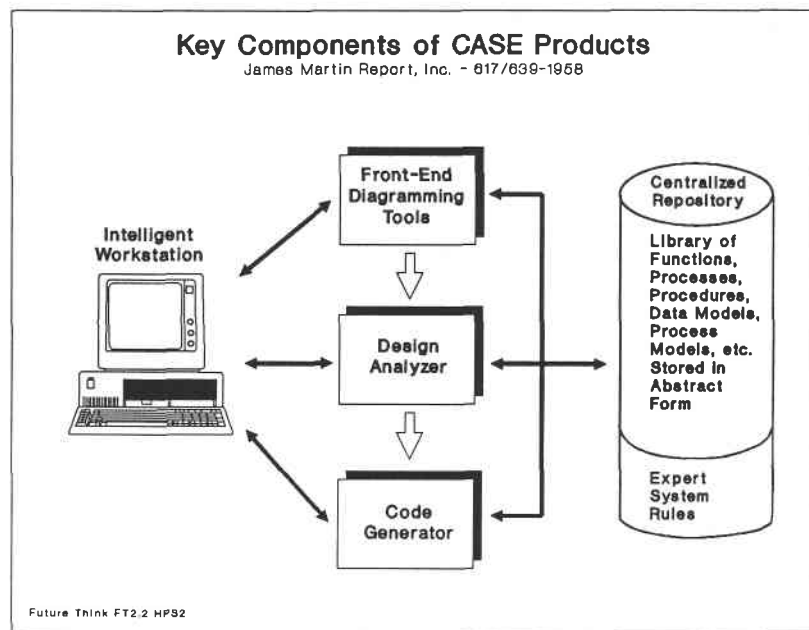 Key Components of CASE Products
James Martin Report, Inc. - 617/639-1958
Front-End
Diagramming
Tools
Intelligent
Workstation
Design
Analyzer
Code
Generator
Centralized
Repository
Library of
Functions,
Processes,
Procedures,
Data Models,
Process
Models, etc.
Stored in
Abstract
Form
Expert
System
Rules
Future Think FT2.2 HPS2